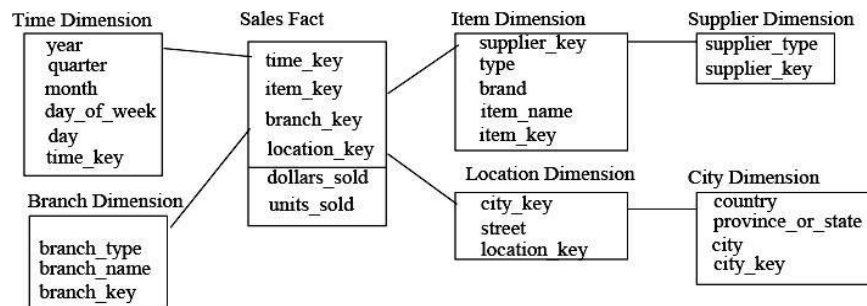 Time Dimension
year
quarter
month
day_of_week
day
time_key
Sales Fact
time_key
item_key
branch_key
location_key
dollars_sold
units_sold
Item Dimension
supplier_key
type
brand
item_name
item_key
Supplier Dimension
supplier_type
supplier_key
Branch Dimension
branch_type
branch_name
branch_key
Location Dimension
city_key
street
location_key
City Dimension
country
province_or_state
city
city_key